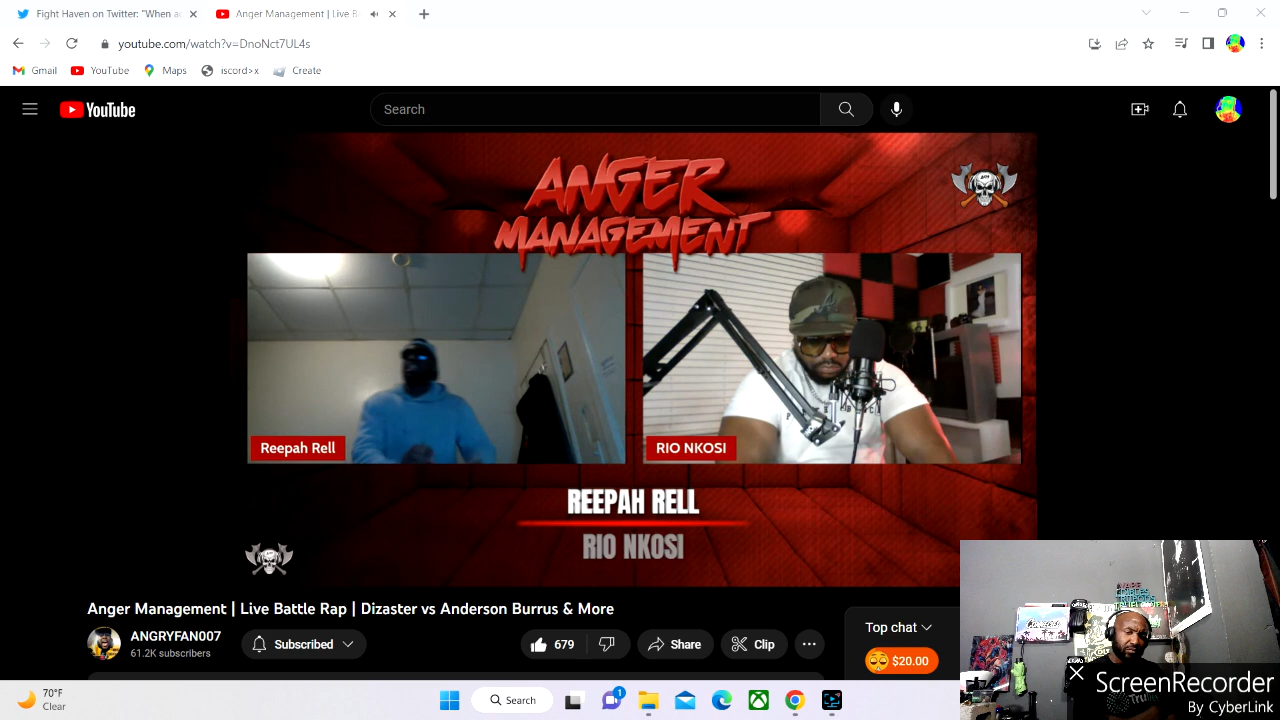 Fight Haven on Twitter: "When a
Anger Management | Live B
youtube.com/watch?v=DnoNct7UL4s
Gmail
YouTube
Maps
iscord>x
Create
YouTube
Search
ANGER
MANAGEMENT
Reepah Rell
RIO NKOSI
REEPAH RELL
RIO NKOSI
Anger Management | Live Battle Rap | Dizaster vs Anderson Burrus & More
ANGRYFAN007
61.2K subscribers
Subscribed
679
Share
Clip
Top chat
$20.00
ScreenRecorder
By CyberLink
70°F
Clear
Search
1